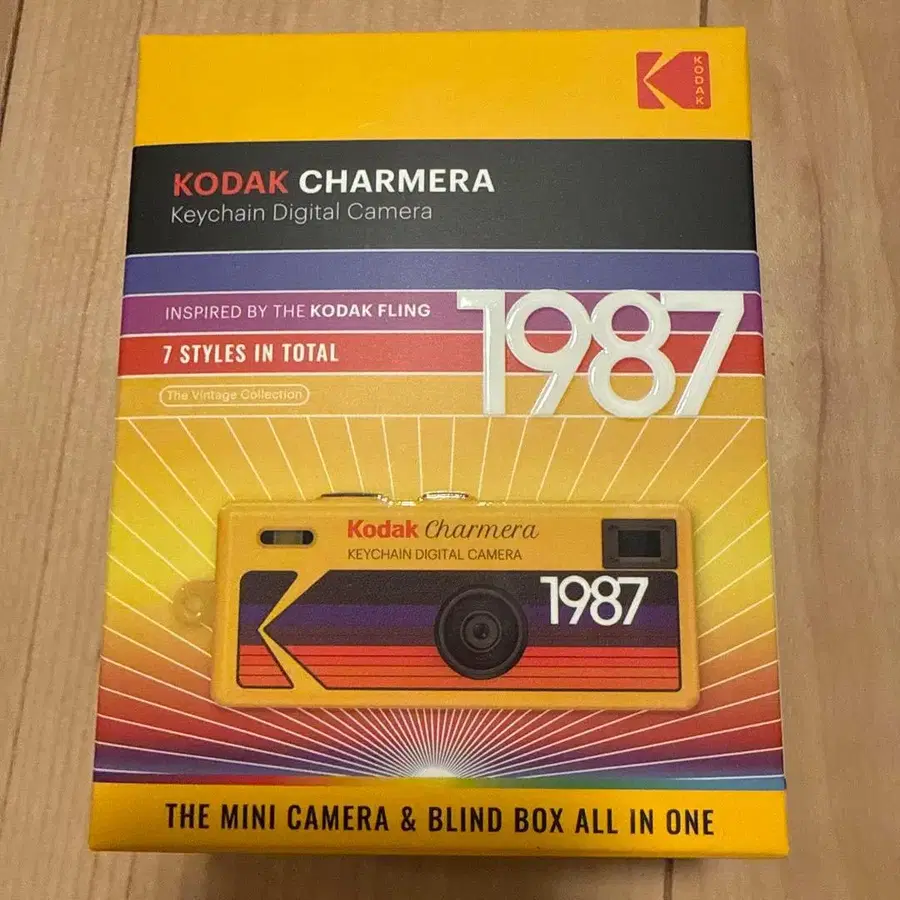 KODAK
KODAK CHARMERA
Keychain Digital Camera
INSPIRED BY THE KODAK FLING
1987
7 STYLES IN TOTAL
The Vintage Collection
Kodak Charmera
KEYCHAIN DIGITAL CAMERA
1987
THE MINI CAMERA & BLIND BOX ALL IN ONE